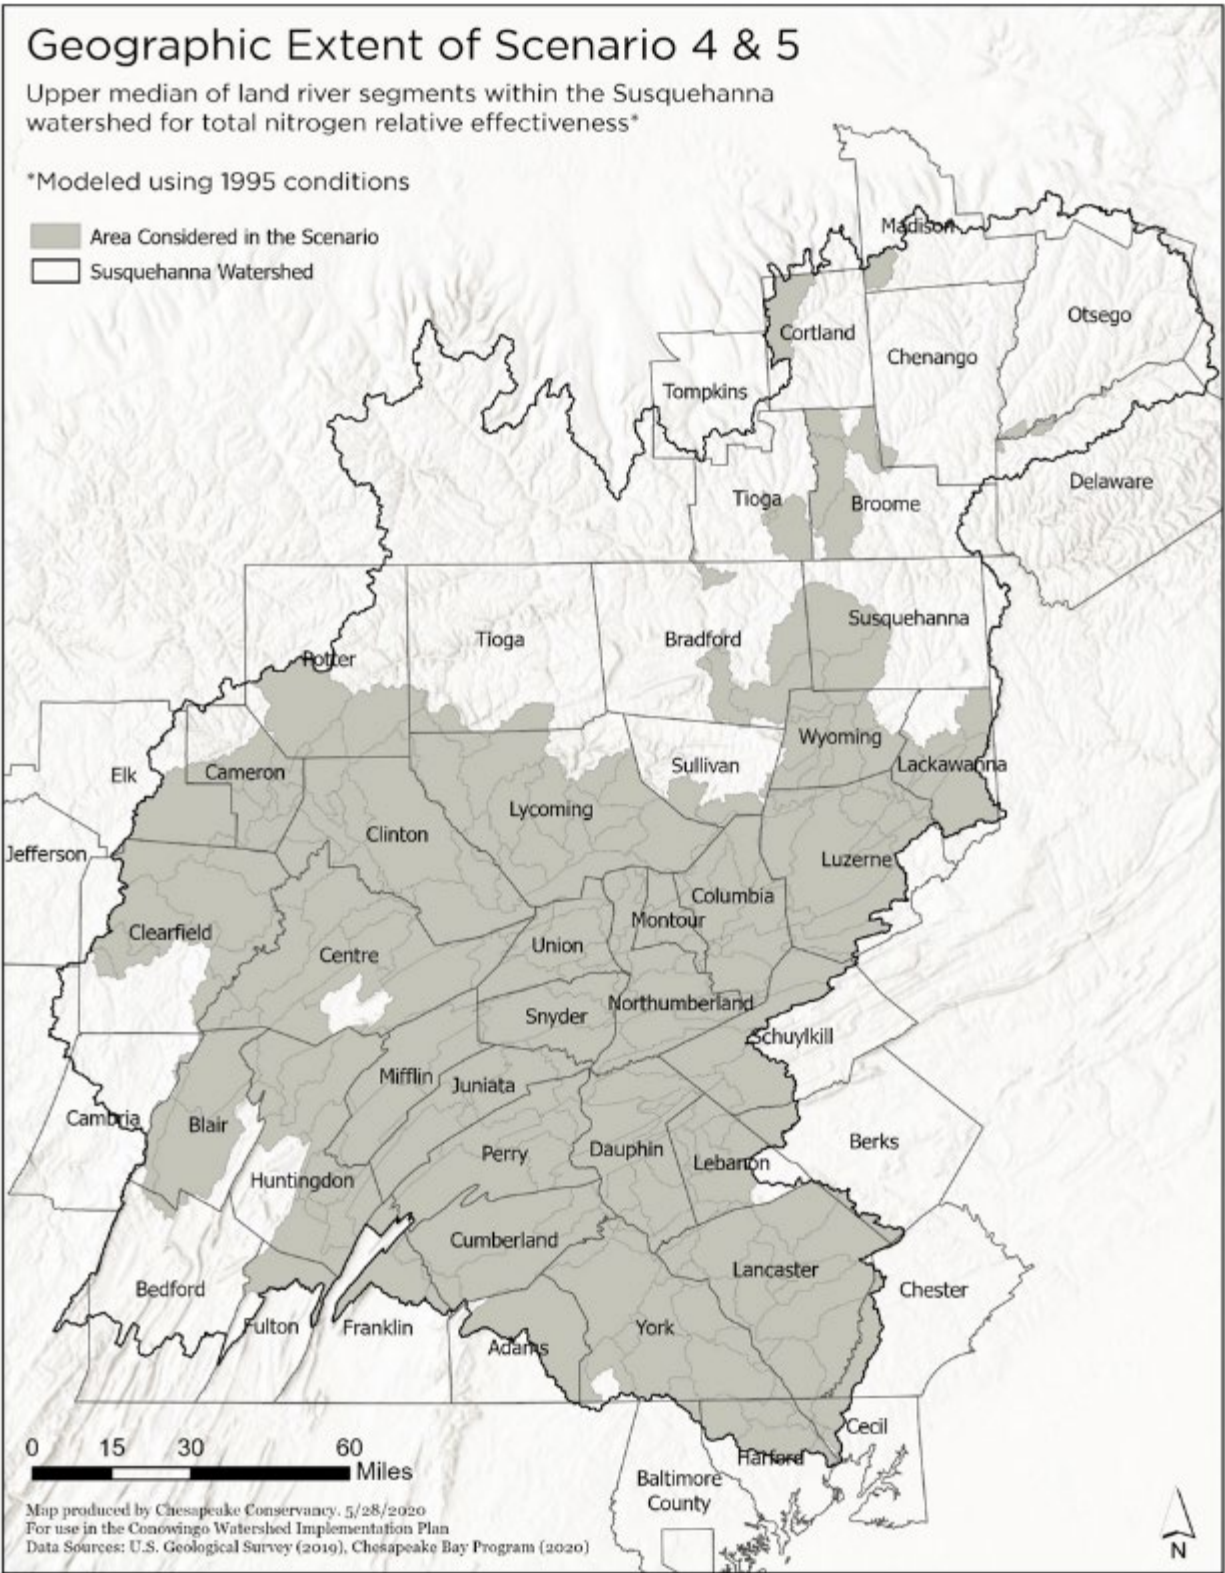 Geographic Extent of Scenario 4 & 5
Upper median of land river segments within the Susquehanna
watershed for total nitrogen relative effectiveness*
*Modeled using 1995 conditions
Area Considered in the Scenario
Susquehanna Watershed
Madison
Otsego
Cortland
Chenango
Tompkins
Delaware
Tioga
Broome
Susquehanna
Tioga
Bradford
Potter
Wyoming
Sullivan
Lackawanna
Elk
Cameron
Lycoming
Clinton
Jefferson
Luzerne
Columbia
Montour
Clearfield
Union
Centre
Northumberland
Snyder
Schuylkill
Mifflin
Juniata
Cambria
Blair
Berks
Perry
Dauphin
Lebanon
Huntingdon
Cumberland
Lancaster
Bedford
Chester
Fulton
Franklin
York
Adams
Cecil
Harford
Baltimore
County
0 15 30 60
Miles
Map produced by Chesapeake Conservancy. 5/28/2020
For use in the Conowingo Watershed Implementation Plan
Data Sources: U.S. Geological Survey (2019), Chesapeake Bay Program (2020)
N